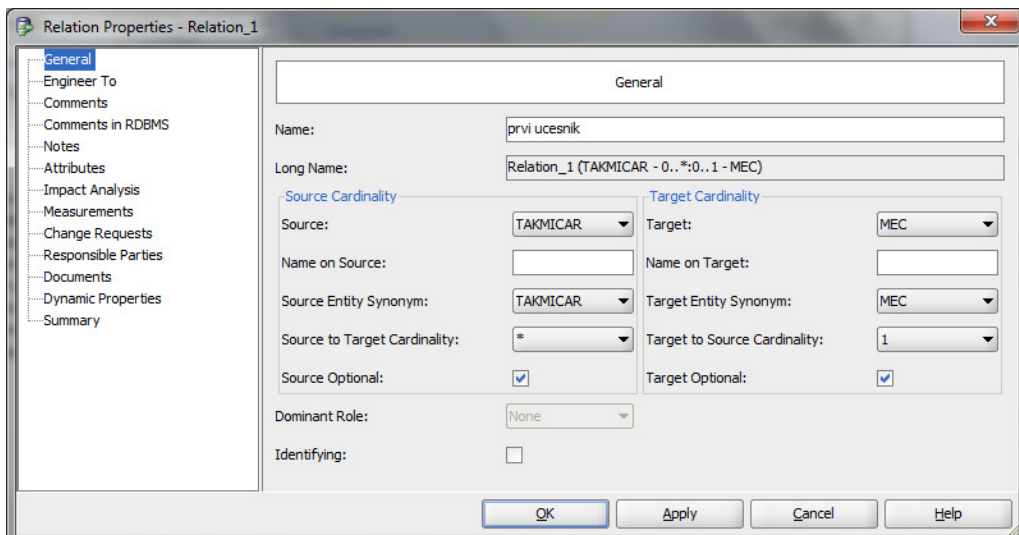 Relation Properties - Relation_1
General
Engineer To
Comments
Comments in RDBMS
Notes
Attributes
Impact Analysis
Measurements
Change Requests
Responsible Parties
Documents
Dynamic Properties
Summary
General
Name: prvi ucesnik
Long Name: Relation_1 (TAKMICAR - 0..*:0..1 - MEC)
Source Cardinality
Source: TAKMICAR
Name on Source:
Source Entity Synonym: TAKMICAR
Source to Target Cardinality: *
Source Optional:
Target Cardinality
Target: MEC
Name on Target:
Target Entity Synonym: MEC
Target to Source Cardinality: 1
Target Optional:
Dominant Role: None
Identifying:
OK Apply Cancel Help